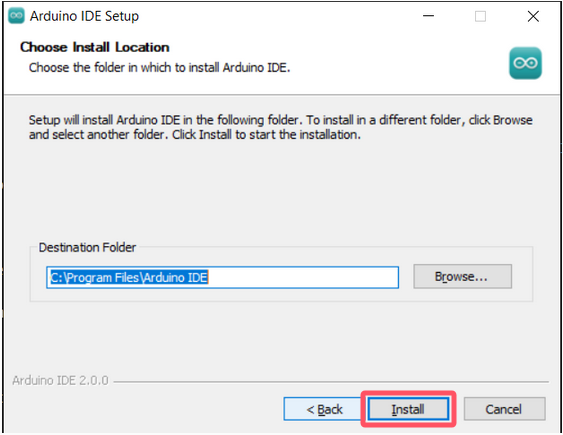 Arduino IDE Setup
Choose Install Location
Choose the folder in which to install Arduino IDE.
Setup will install Arduino IDE in the following folder. To install in a different folder, click Browse
and select another folder. Click Install to start the installation.
Destination Folder
C:\Program Files\Arduino IDE
Browse...
Arduino IDE 2.0.0
< Back
Install
Cancel